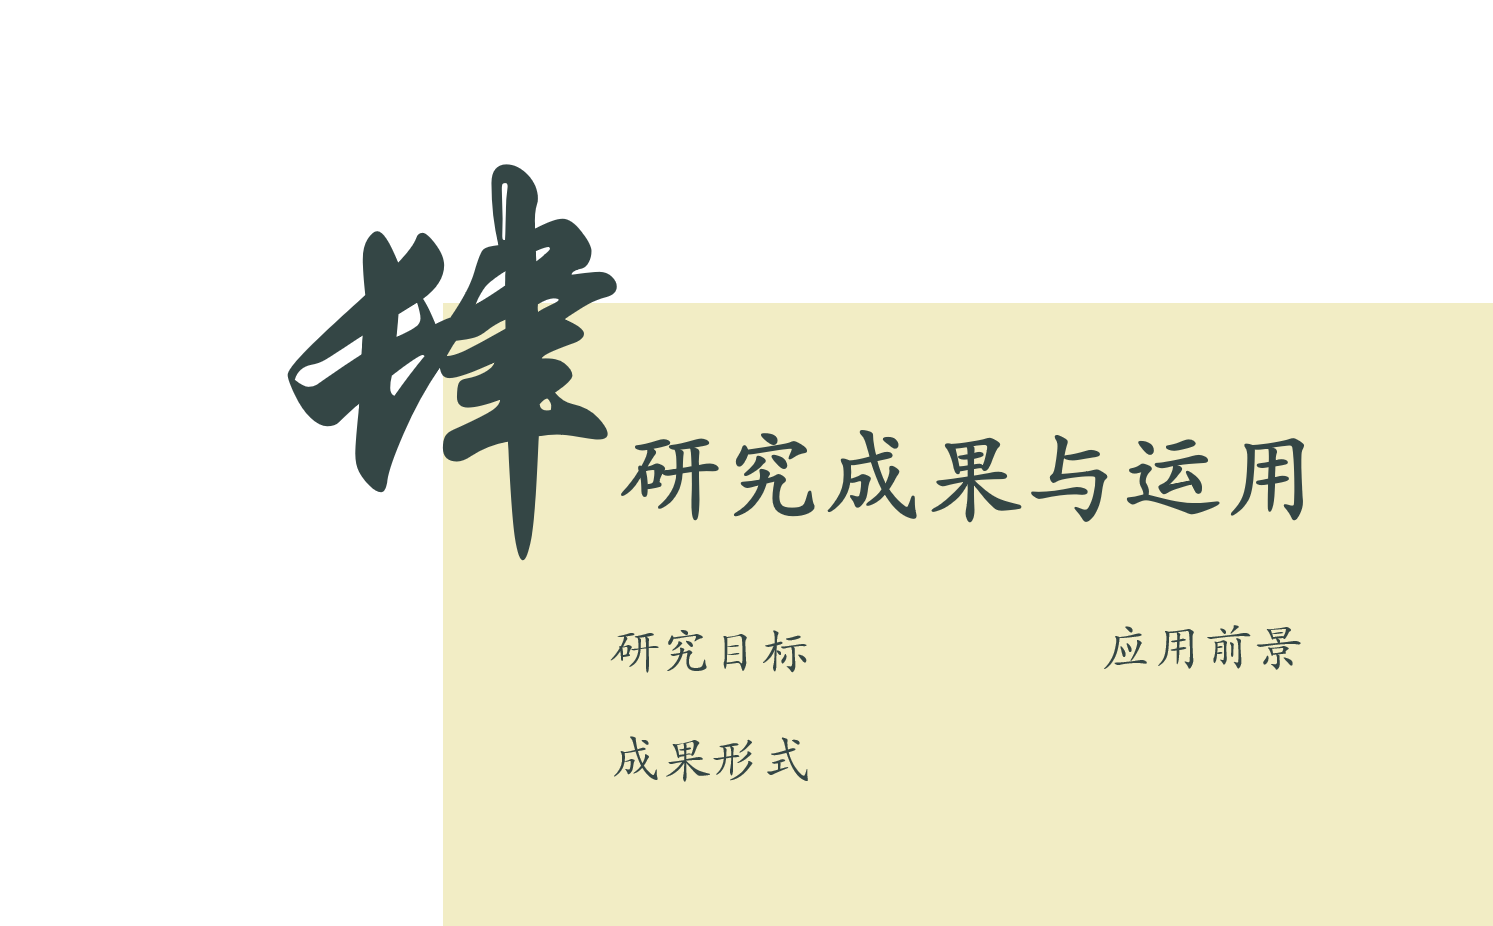 肆
研究成果与运用
研究目标
应用前景
成果形式